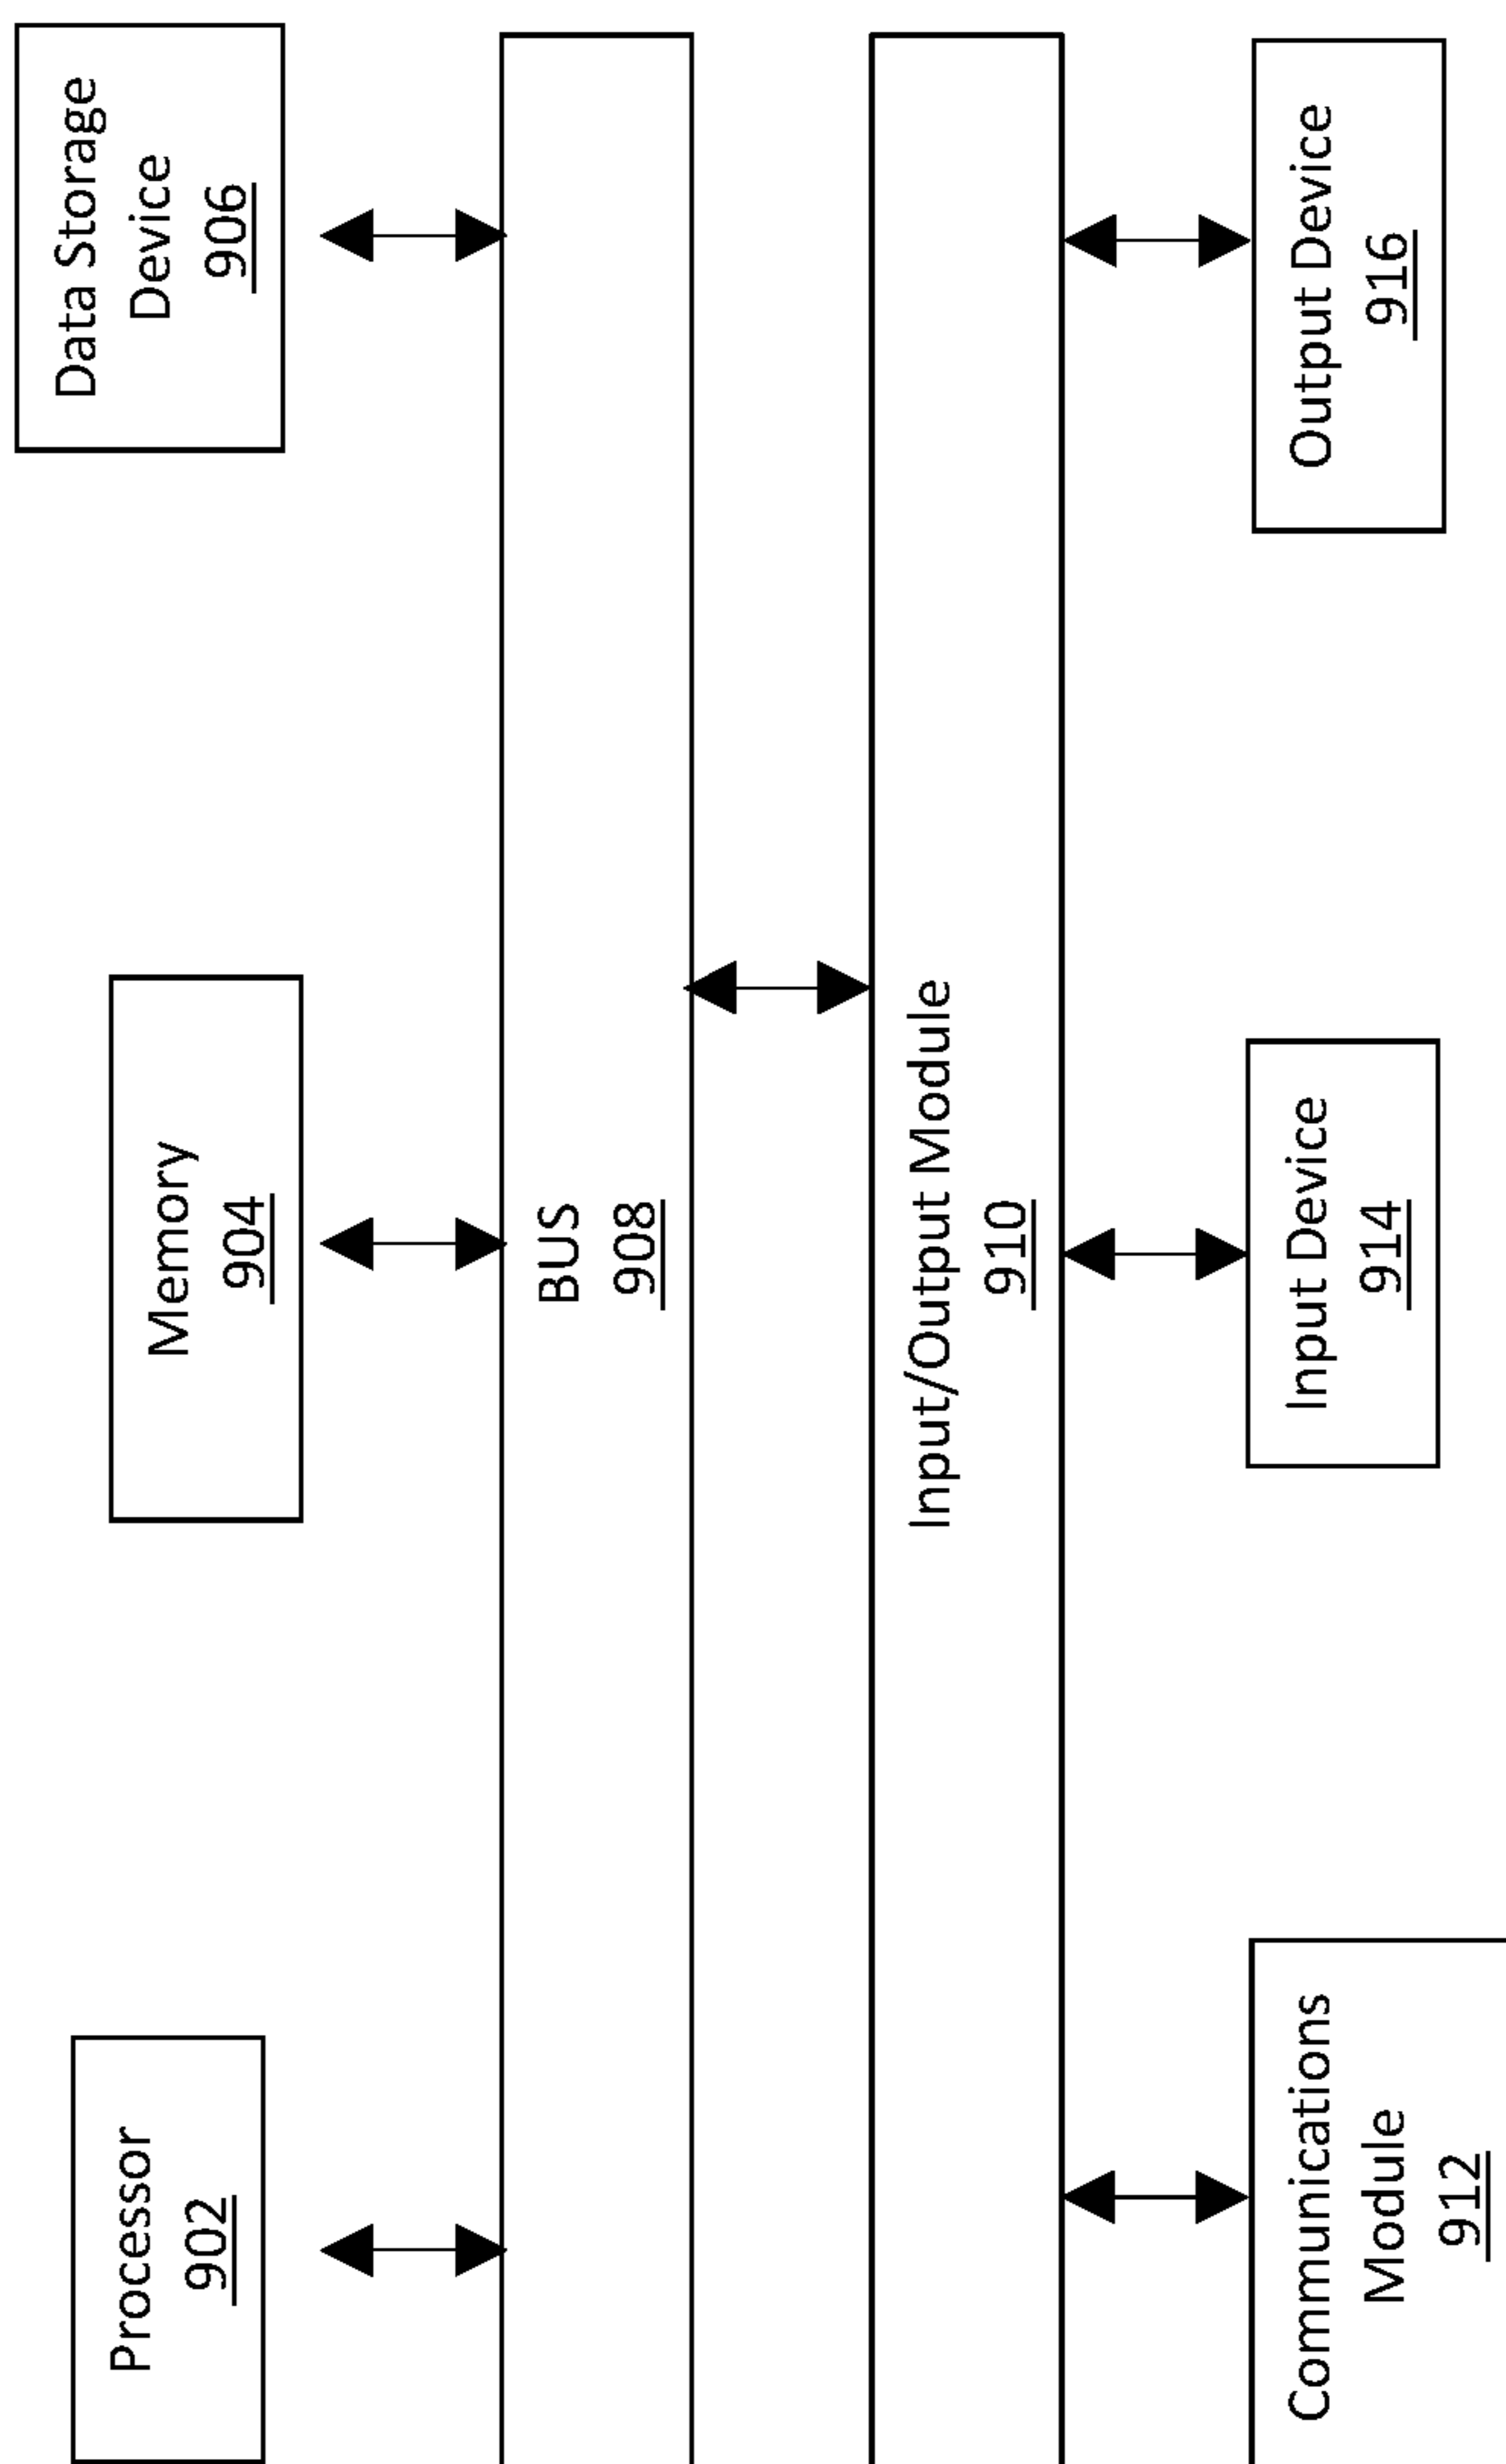 Processor
902
Memory
904
Data Storage
Device
906
BUS
908
Input/Output Module
910
Communications
Module
912
Input Device
914
Output Device
916